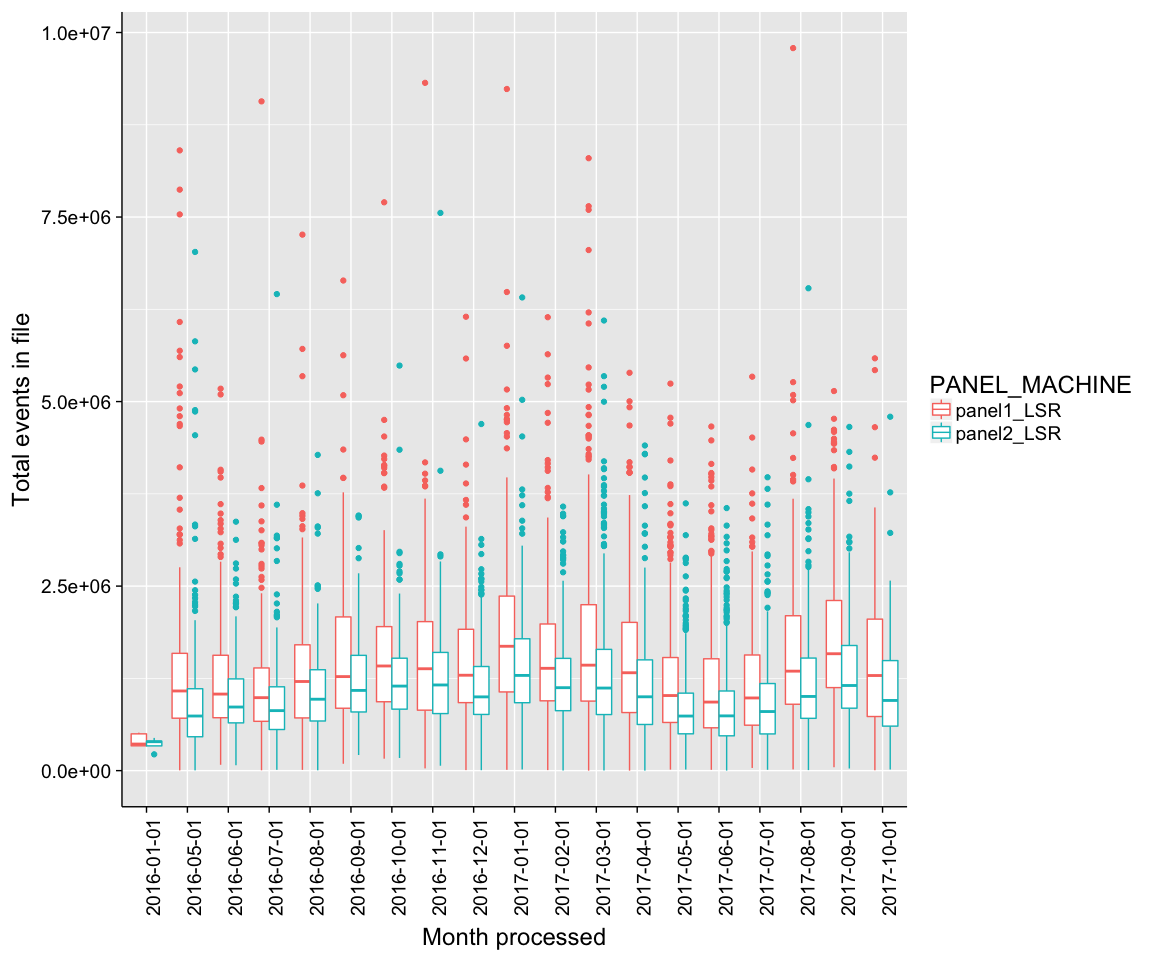 Total events in file
1.0e+07
7.5e+06
5.0e+06
2.5e+06
0.0e+00
2016-01-01
2016-05-01
2016-06-01
2016-07-01
2016-08-01
2016-09-01
2016-10-01
2016-11-01
2016-12-01
2017-01-01
2017-02-01
2017-03-01
2017-04-01
2017-05-01
2017-06-01
2017-07-01
2017-08-01
2017-09-01
2017-10-01
Month processed
PANEL_MACHINE
panel1_LSR
panel2_LSR